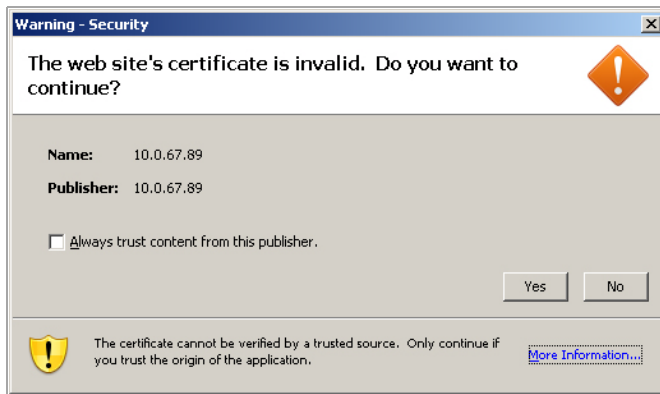 Warning - Security
The web site's certificate is invalid. Do you want to
continue?
Name: 10.0.67.89
Publisher: 10.0.67.89
Always trust content from this publisher.
Yes No
The certificate cannot be verified by a trusted source. Only continue if
you trust the origin of the application.
More Information...